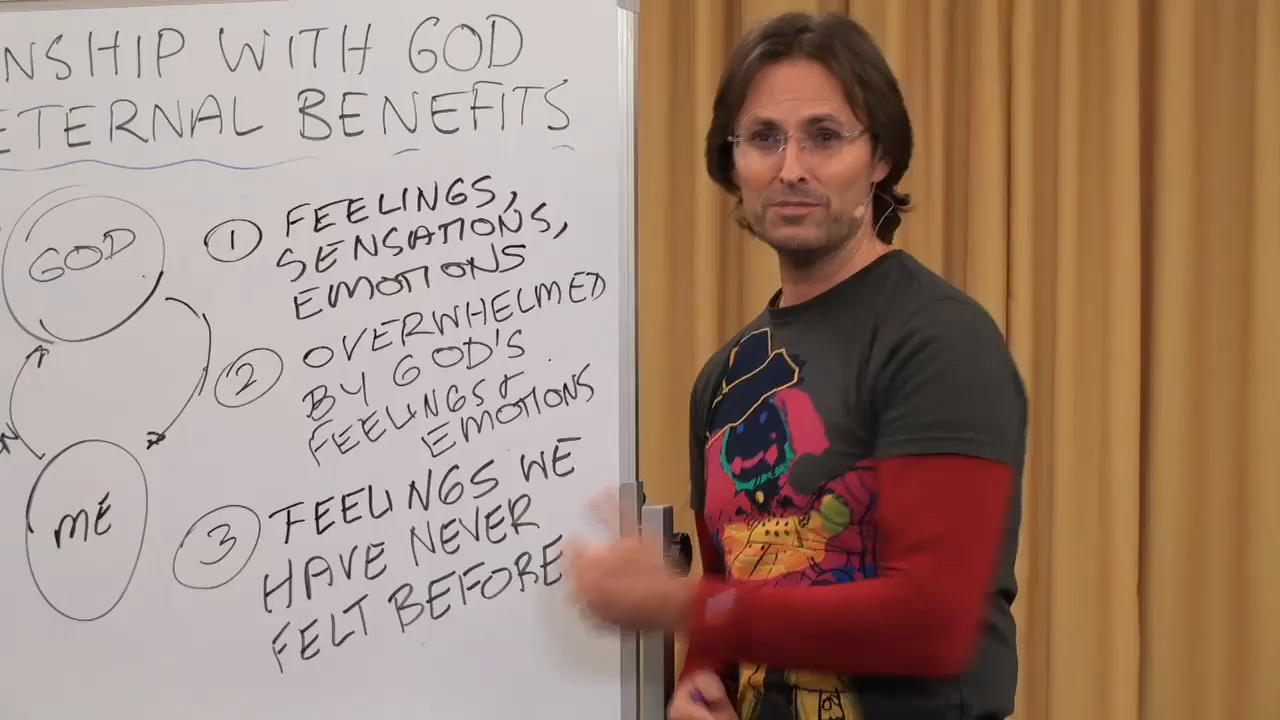 NSHIP WITH GOD
ETERNAL BENEFITS
GOD
ME
1 FEELINGS,
SENSATIONS,
EMOTIONS
2 OVERWHELMED
BY GOD'S
FEELINGS &
EMOTIONS
3 FEELINGS WE
HAVE NEVER
FELT BEFORE